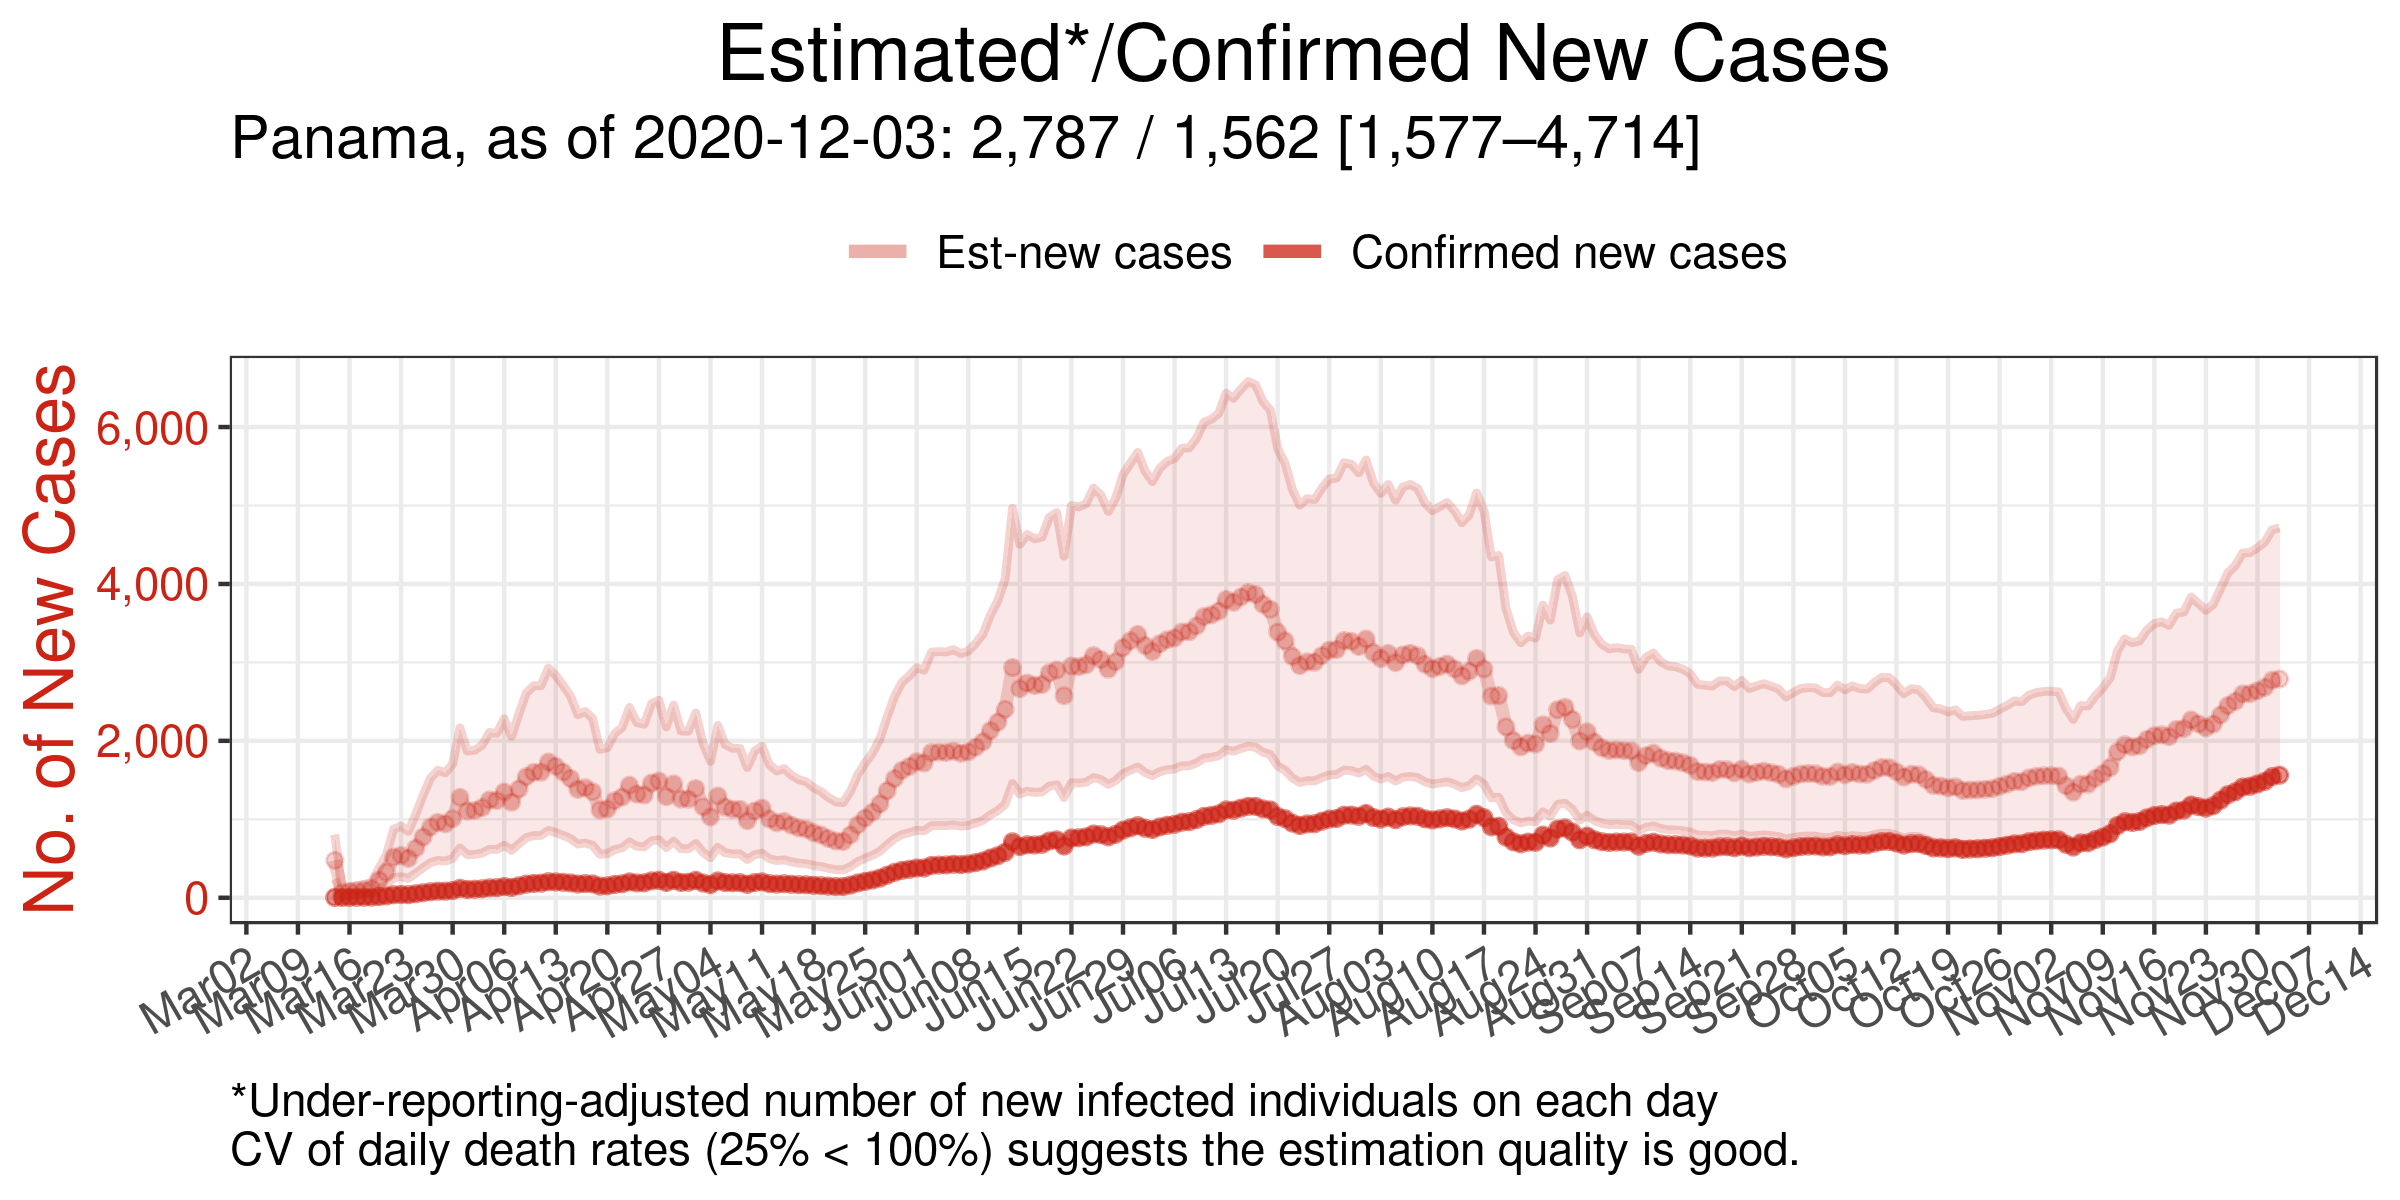 Estimated*/Confirmed New Cases
Panama, as of 2020-12-03: 2,787 / 1,562 [1,577–4,714]
Est-new cases Confirmed new cases
No. of New Cases
6,000
4,000
2,000
0
Mar02 Mar09 Mar16 Mar23 Mar30 Apr06 Apr13 Apr20 Apr27 May04 May11 May18 May25 Jun01 Jun08 Jun15 Jun22 Jun29 Jul06 Jul13 Jul20 Jul27 Aug03 Aug10 Aug17 Aug24 Aug31 Sep07 Sep14 Sep21 Sep28 Oct05 Oct12 Oct19 Oct26 Nov02 Nov09 Nov16 Nov23 Nov30 Dec07 Dec14
*Under-reporting-adjusted number of new infected individuals on each day
CV of daily death rates (25% < 100%) suggests the estimation quality is good.